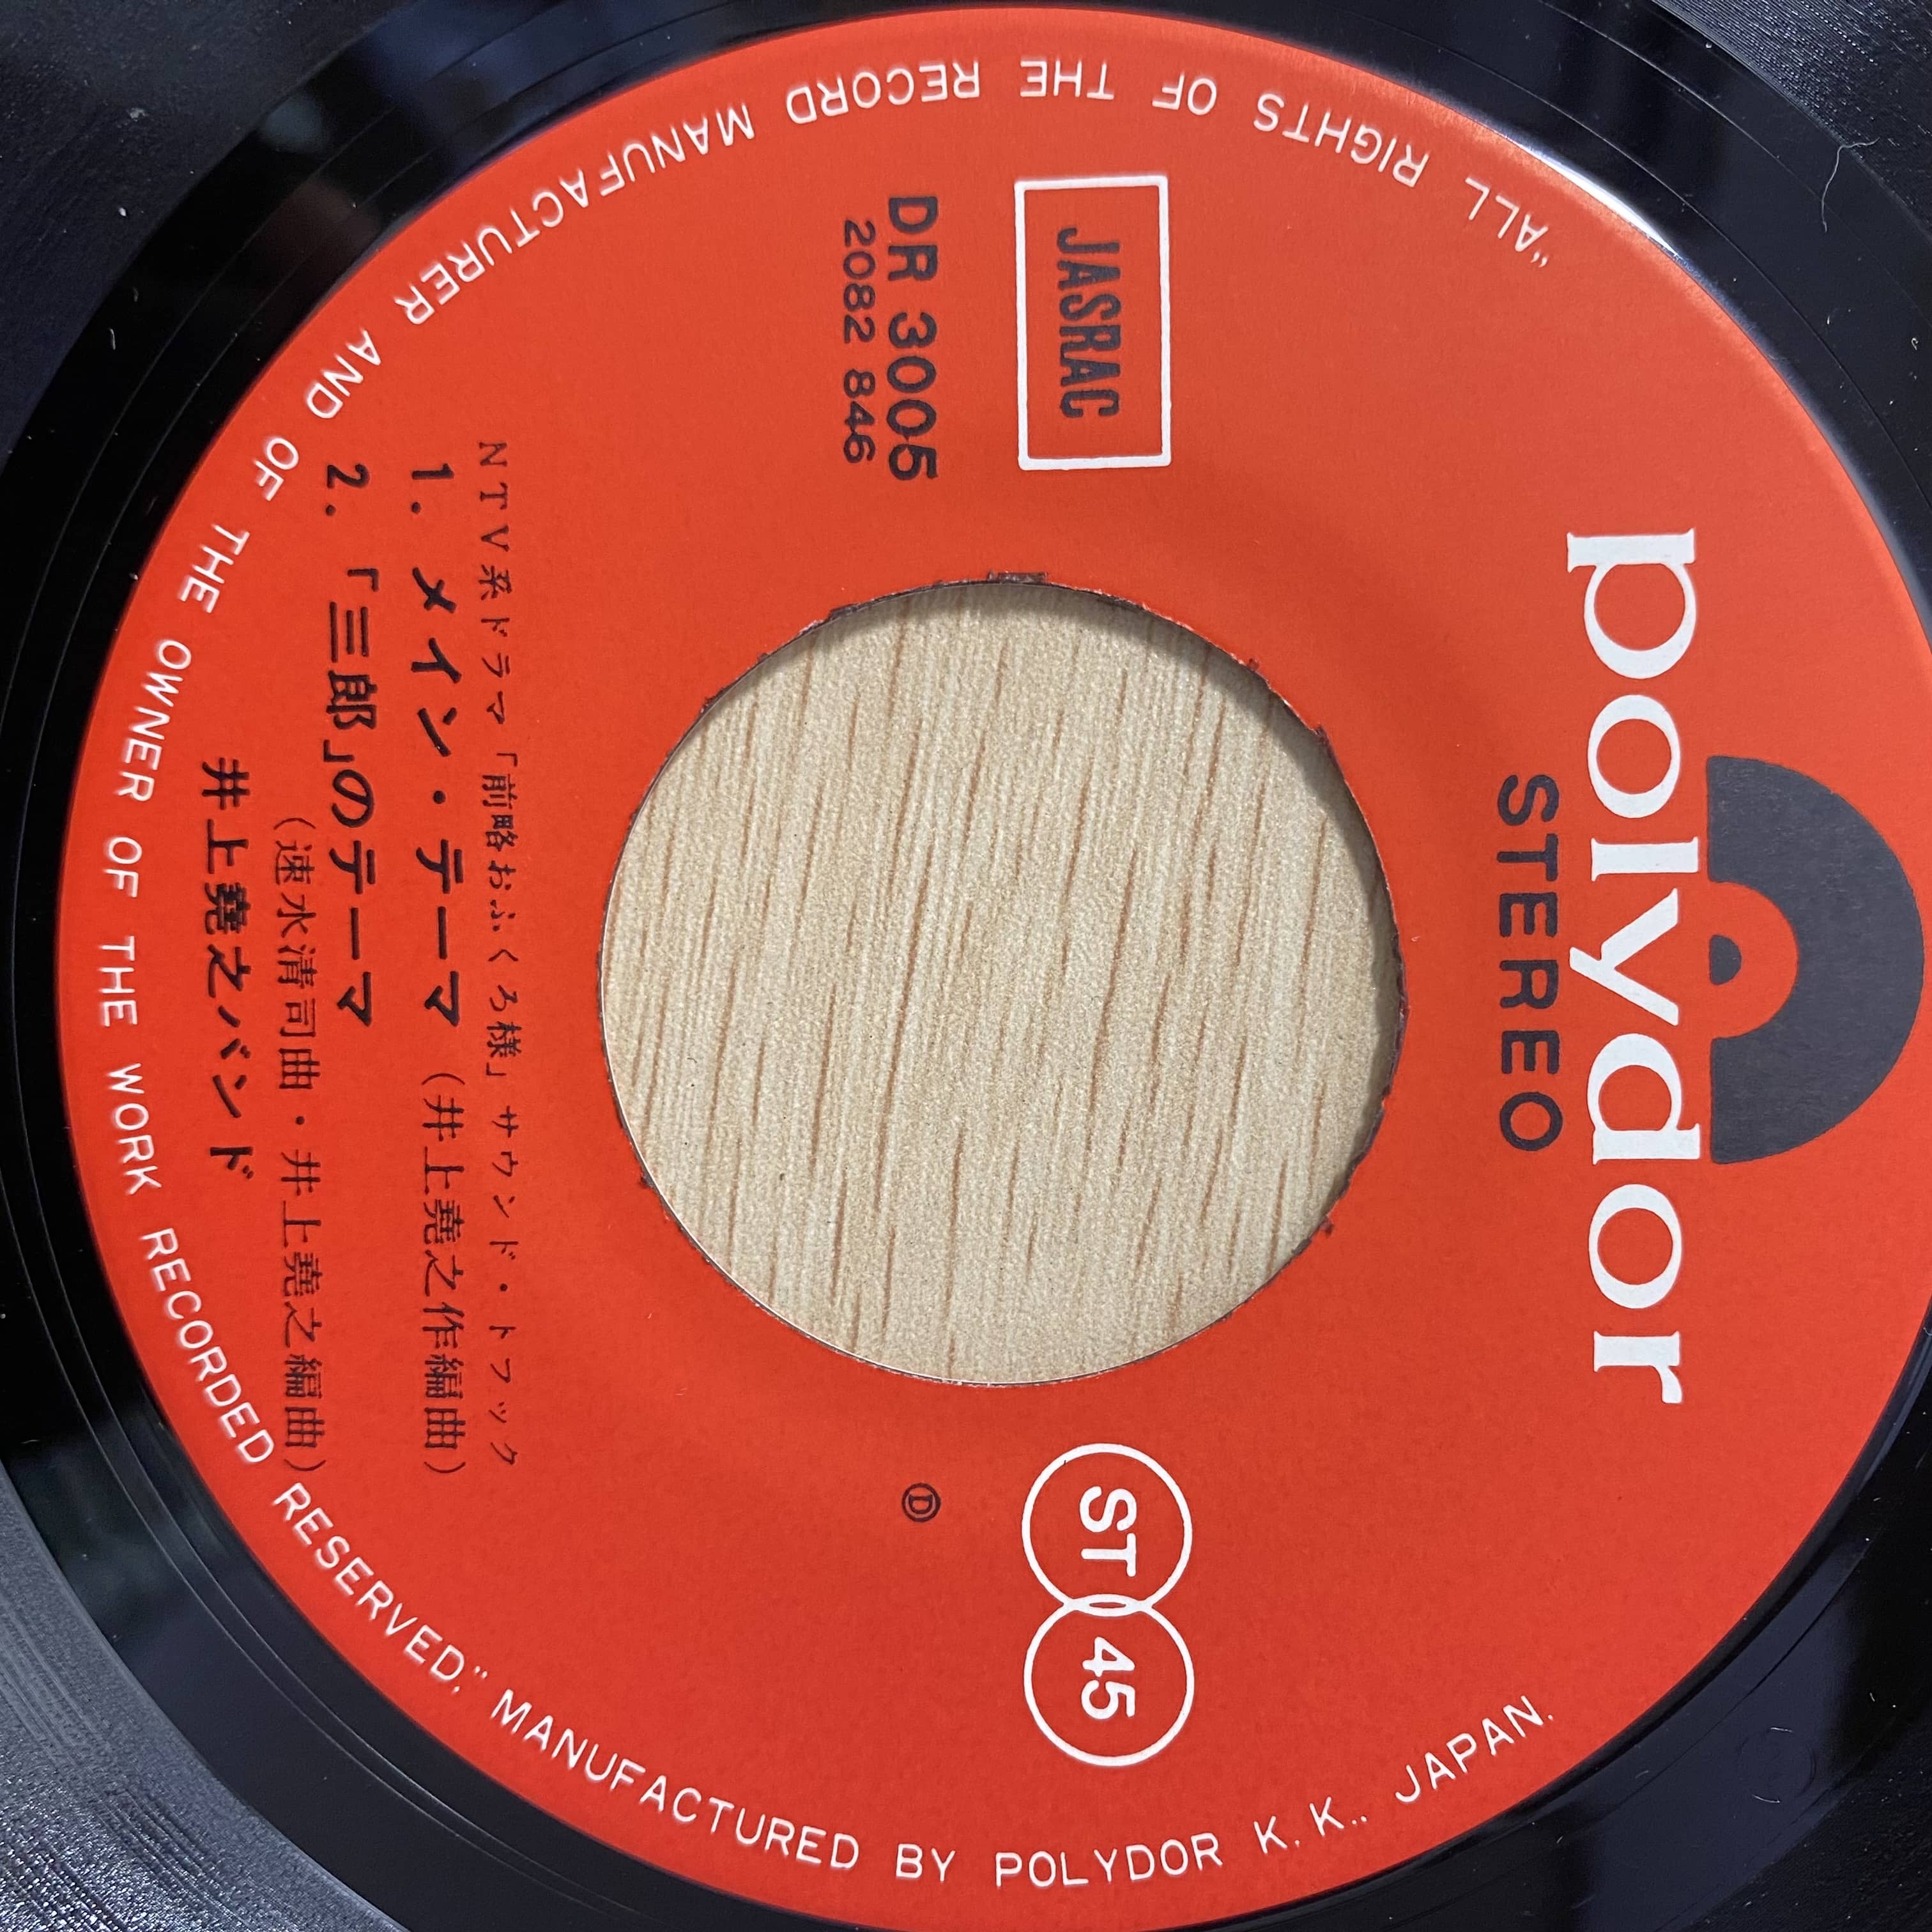 polydor
STEREO
JASRAC
ST 45
DR 3005
2082 846
Ⓓ
NTV系ドラマ「前略おふくろ様」サウンド・トラック
1. メイン・テーマ (井上堯之作編曲)
2. 「三郎」のテーマ
(速水清司曲・井上堯之編曲)
井上堯之バンド
"ALL RIGHTS OF THE RECORD MANUFACTURER AND OF THE OWNER OF THE WORK RECORDED RESERVED," MANUFACTURED BY POLYDOR K. K., JAPAN.